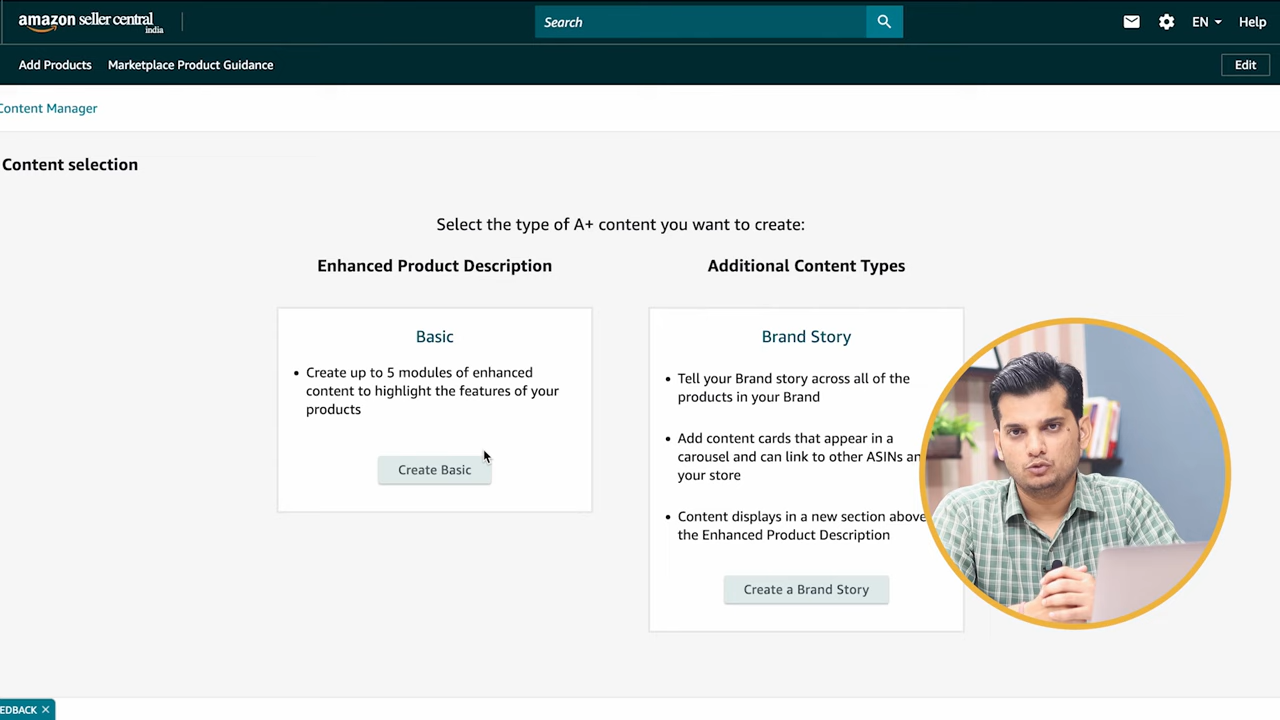 amazon seller central
india
Search
EN
Help
Add Products
Marketplace Product Guidance
Edit
Content Manager
Content selection
Select the type of A+ content you want to create:
Enhanced Product Description
Basic
• Create up to 5 modules of enhanced
content to highlight the features of your
products
Create Basic
Additional Content Types
Brand Story
• Tell your Brand story across all of the
products in your Brand
• Add content cards that appear in a
carousel and can link to other ASINs an
your store
• Content displays in a new section above
the Enhanced Product Description
Create a Brand Story
EDBACK ×